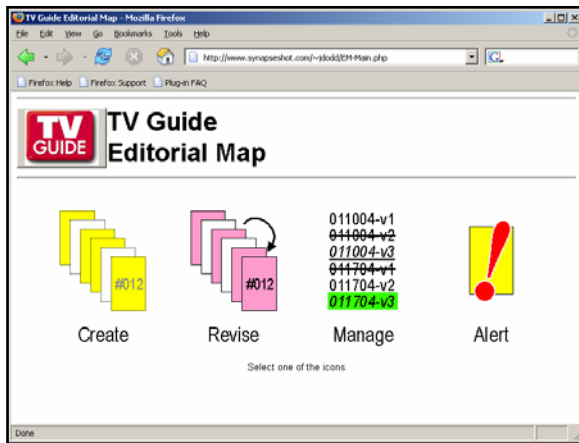 TV Guide Editorial Map - Mozilla Firefox
File Edit View Go Bookmarks Tools Help
http://www.synapseshot.com/~jdodd/EM-Main.php
G
Firefox Help Firefox Support Plug-in FAQ
TV
GUIDE
TV Guide
Editorial Map
#012
#012
011004-v1
011004-v2
011004-v3
011704-v1
011704-v2
011704-v3
Create Revise Manage Alert
Select one of the icons
Done